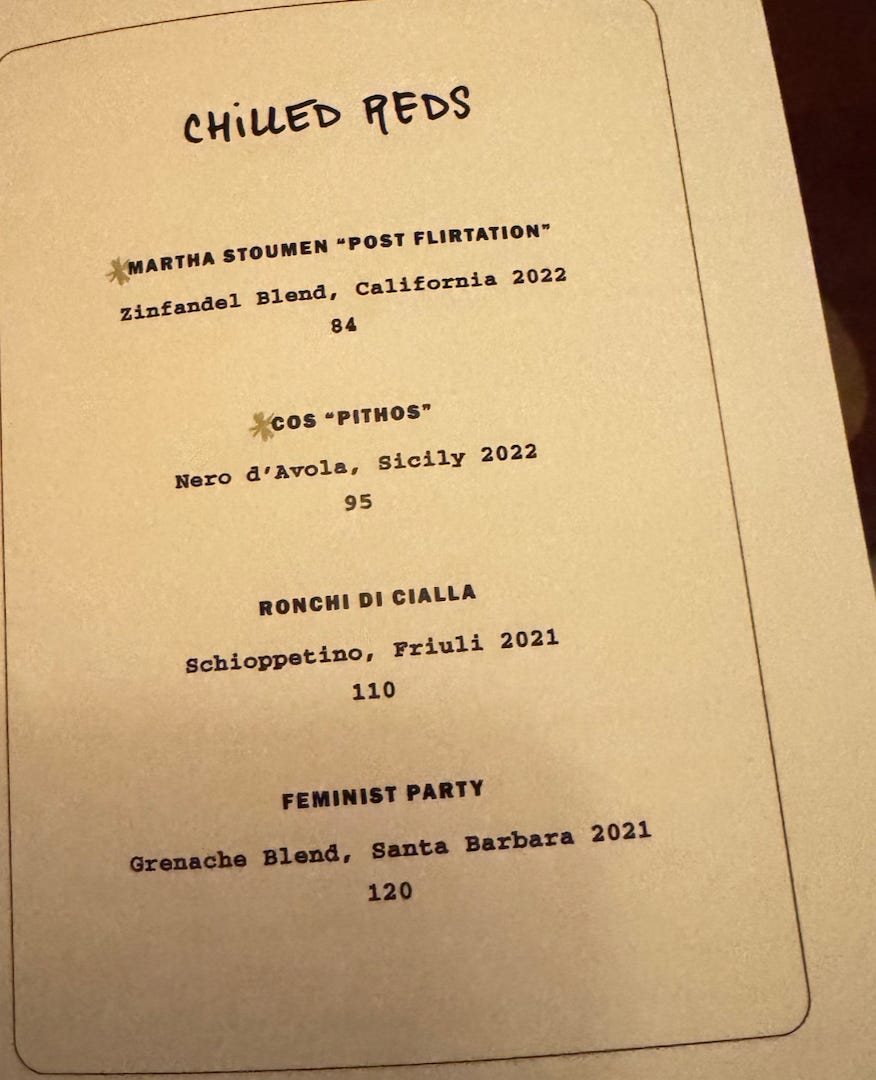 CHILLED REDS
*MARTHA STOUMEN “POST FLIRTATION”
Zinfandel Blend, California 2022
84
*COS “PITHOS”
Nero d’Avola, Sicily 2022
95
RONCHI DI CIALLA
Schioppetino, Friuli 2021
110
FEMINIST PARTY
Grenache Blend, Santa Barbara 2021
120